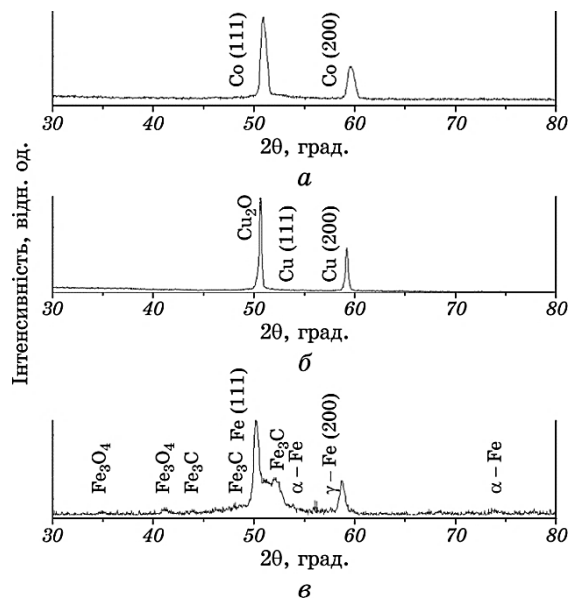 Інтенсивність, відн. од.
Co (111)
Co (200)
30 40 50 60 70 80
2θ, град.
а
Cu₂O
Cu (111)
Cu (200)
30 40 50 60 70 80
2θ, град.
б
Fe₃O₄
Fe₃O₄
Fe₃C
Fe₃C Fe (111)
Fe₃C
α – Fe
γ – Fe (200)
α – Fe
30 40 50 60 70 80
2θ, град.
в